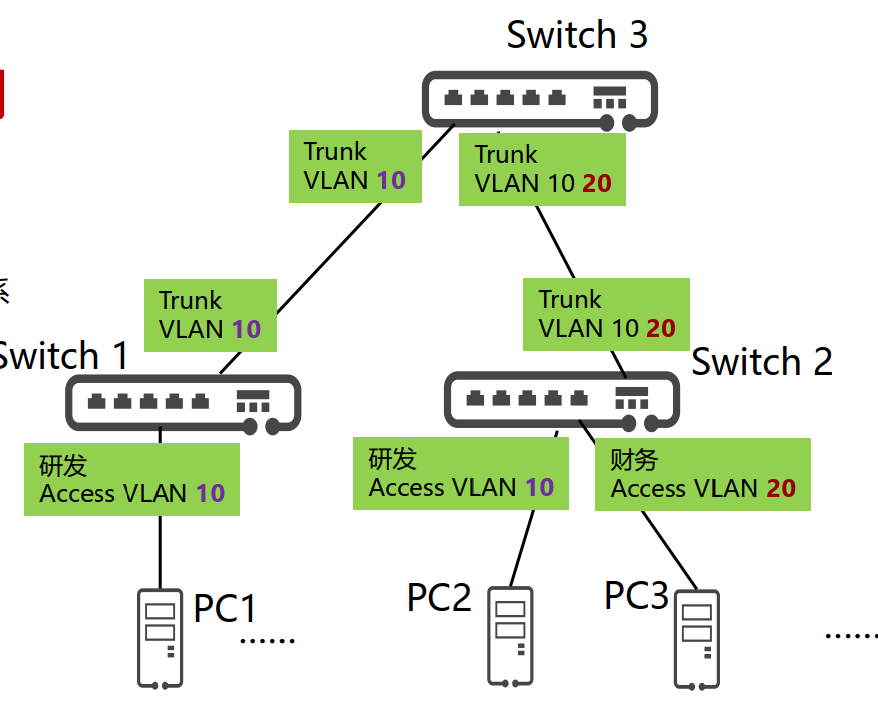 Switch 3
Trunk
VLAN 10
Trunk
VLAN 10 20
Trunk
VLAN 10
Trunk
VLAN 10 20
系
Switch 1
Switch 2
研发
Access VLAN 10
研发
Access VLAN 10
财务
Access VLAN 20
PC1
......
PC2
PC3
......